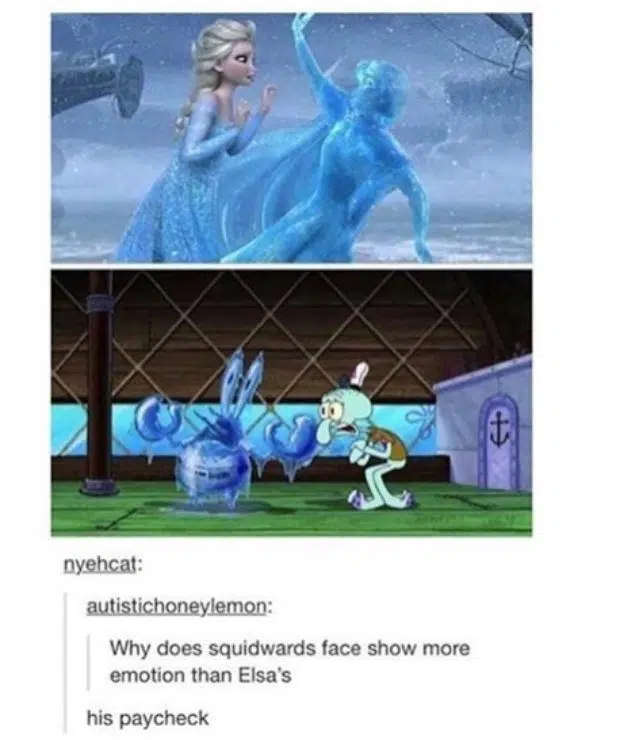 nyehcat:
autistichoneylemon:
Why does squidwards face show more
emotion than Elsa's
his paycheck